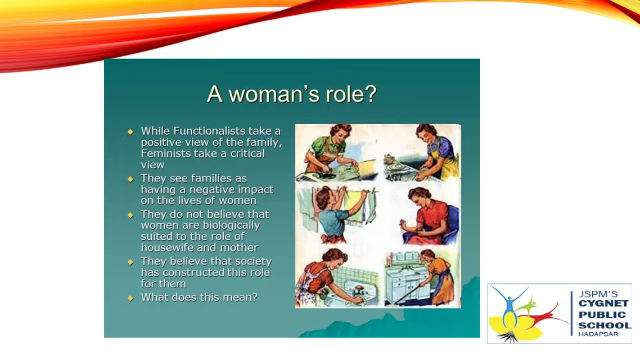 A woman's role?
While Functionalists take a
positive view of the family,
Feminists take a critical
view
They see families as
having a negative impact
on the lives of women
They do not believe that
women are biologically
suited to the role of
housewife and mother
They believe that society
has constructed this role
for them
What does this mean?
JSPM'S
CYGNET
PUBLIC
SCHOOL
HADAPSAR